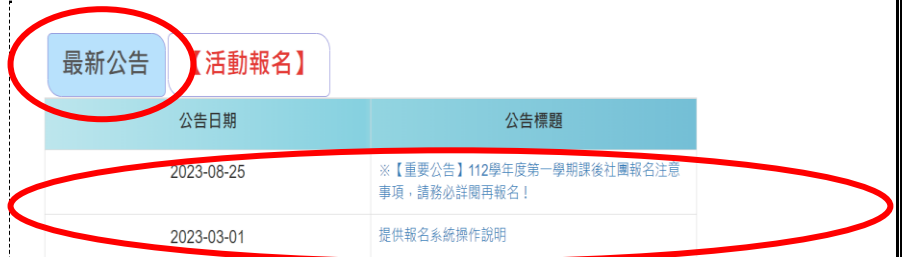 最新公告
【活動報名】
公告日期 公告標題
2023-08-25 ※【重要公告】112學年度第一學期課後社團報名注意
事項，請務必詳閱再報名！
2023-03-01 提供報名系統操作說明